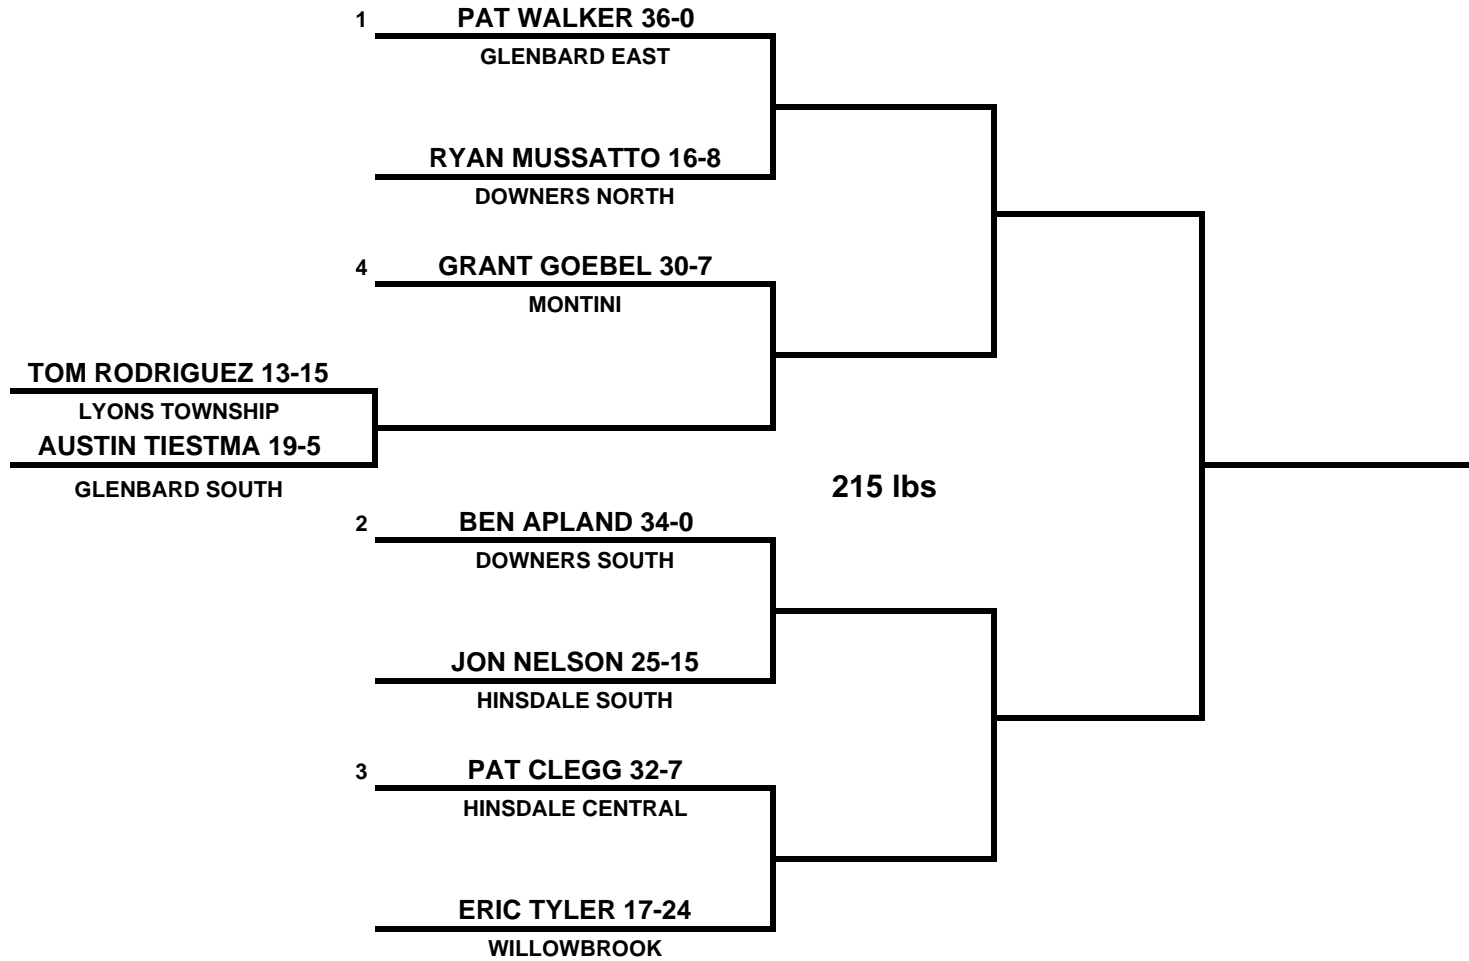 1
PAT WALKER 36-0
GLENBARD EAST
RYAN MUSSATTO 16-8
DOWNERS NORTH
4
GRANT GOEBEL 30-7
MONTINI
TOM RODRIGUEZ 13-15
LYONS TOWNSHIP
AUSTIN TIESTMA 19-5
GLENBARD SOUTH
215 lbs
2
BEN APLAND 34-0
DOWNERS SOUTH
JON NELSON 25-15
HINSDALE SOUTH
3
PAT CLEGG 32-7
HINSDALE CENTRAL
ERIC TYLER 17-24
WILLOWBROOK